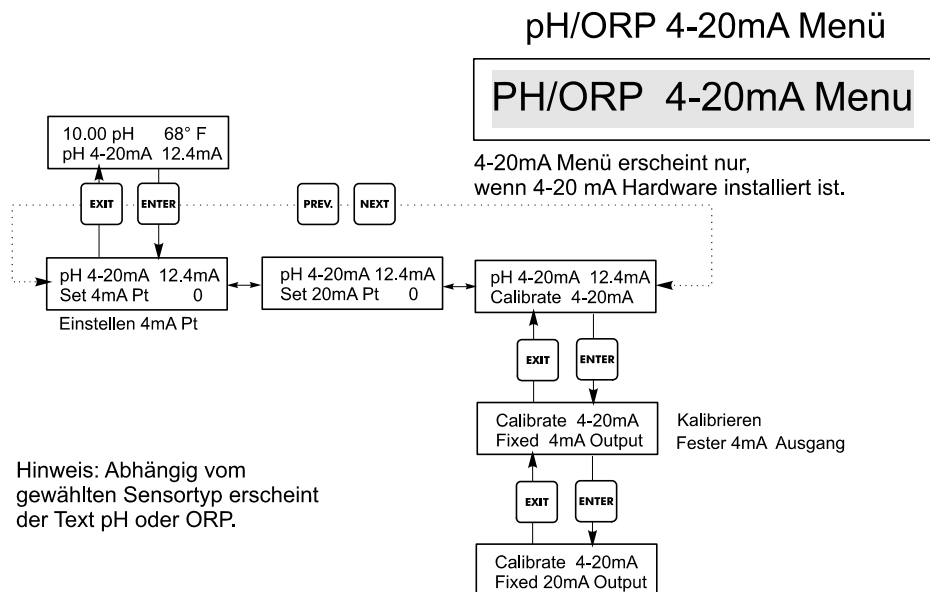 pH/ORP 4-20mA Menü
PH/ORP 4-20mA Menu
4-20mA Menü erscheint nur,
wenn 4-20 mA Hardware installiert ist.
10.00 pH 68° F
pH 4-20mA 12.4mA
EXIT
ENTER
PREV.
NEXT
pH 4-20mA 12.4mA
Set 4mA Pt 0
Einstellen 4mA Pt
pH 4-20mA 12.4mA
Set 20mA Pt 0
pH 4-20mA 12.4mA
Calibrate 4-20mA
EXIT
ENTER
Calibrate 4-20mA
Fixed 4mA Output
Kalibrieren
Fester 4mA Ausgang
Hinweis: Abhängig vom
gewählten Sensortyp erscheint
der Text pH oder ORP.
EXIT
ENTER
Calibrate 4-20mA
Fixed 20mA Output